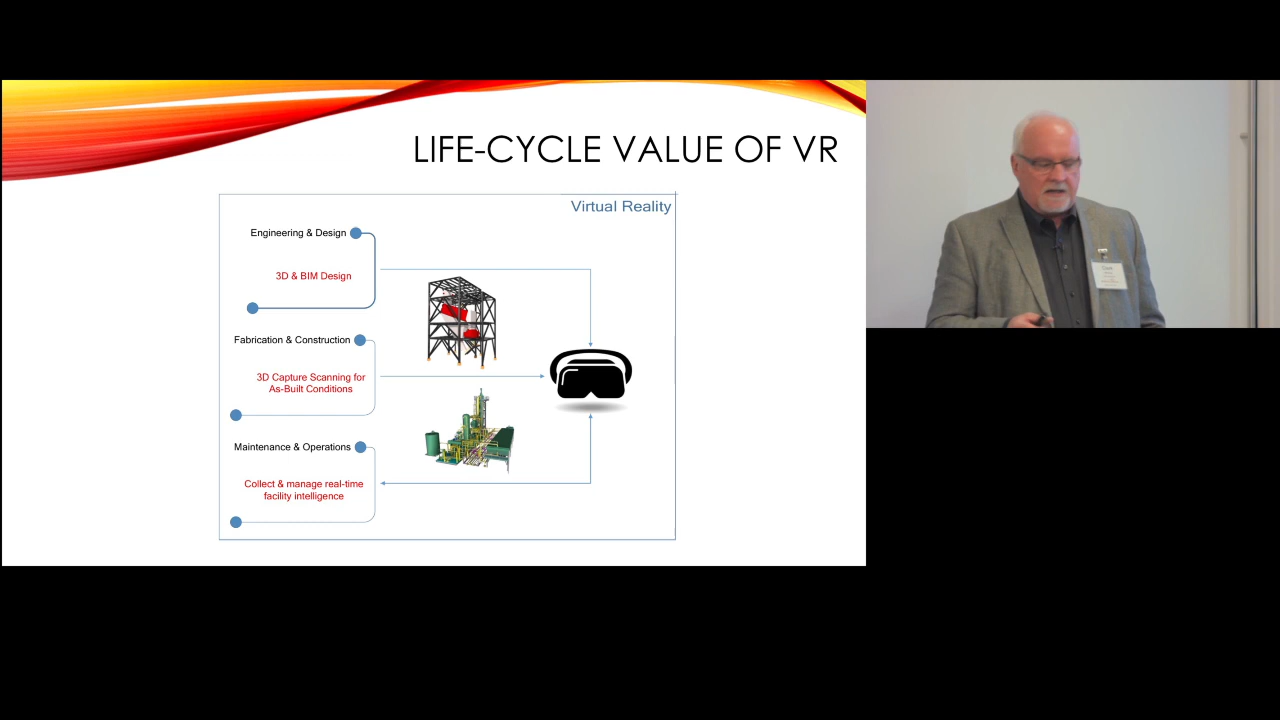 LIFE-CYCLE VALUE OF VR
Virtual Reality
Engineering & Design
3D & BIM Design
Fabrication & Construction
3D Capture Scanning for
As-Built Conditions
Maintenance & Operations
Collect & manage real-time
facility intelligence